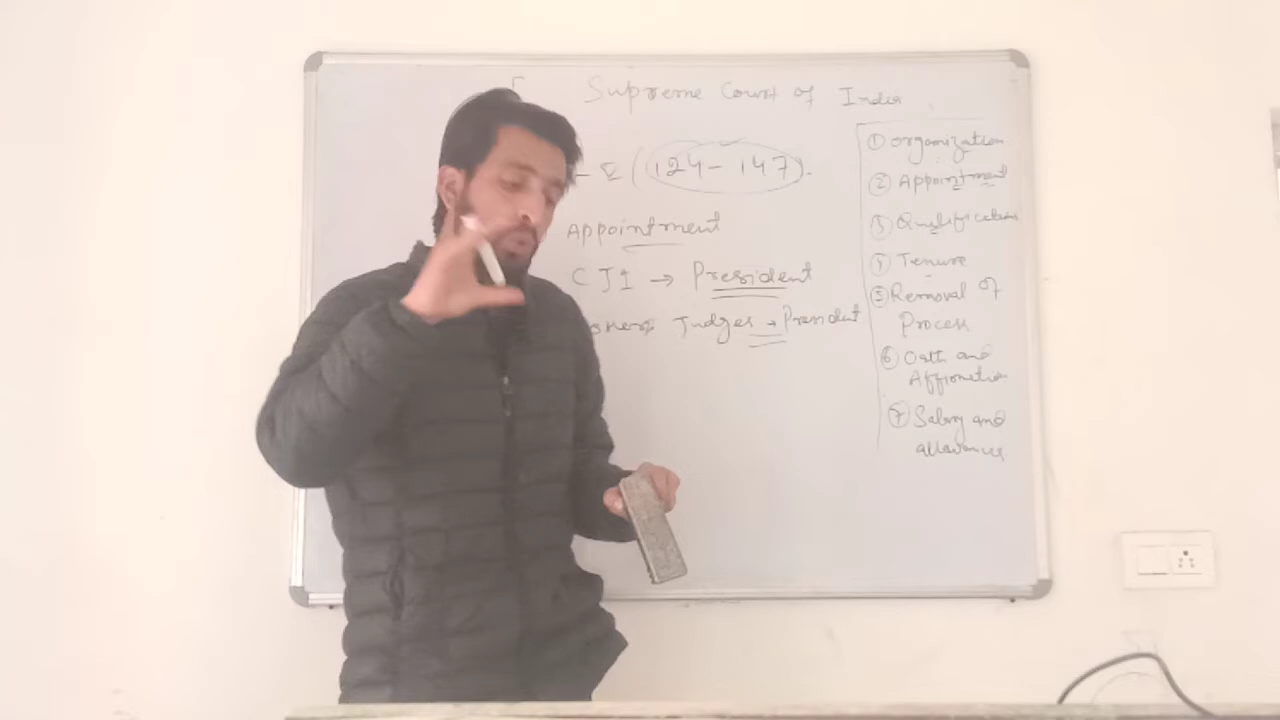 Supreme Court of India
- V (124 - 147).
Appointment
CJI → President
Judges → President
① Organization
② Appointment
③ Qualification
④ Tenure
⑤ Removal of
Process
⑥ Oath and
⑦ Salary and
allowances